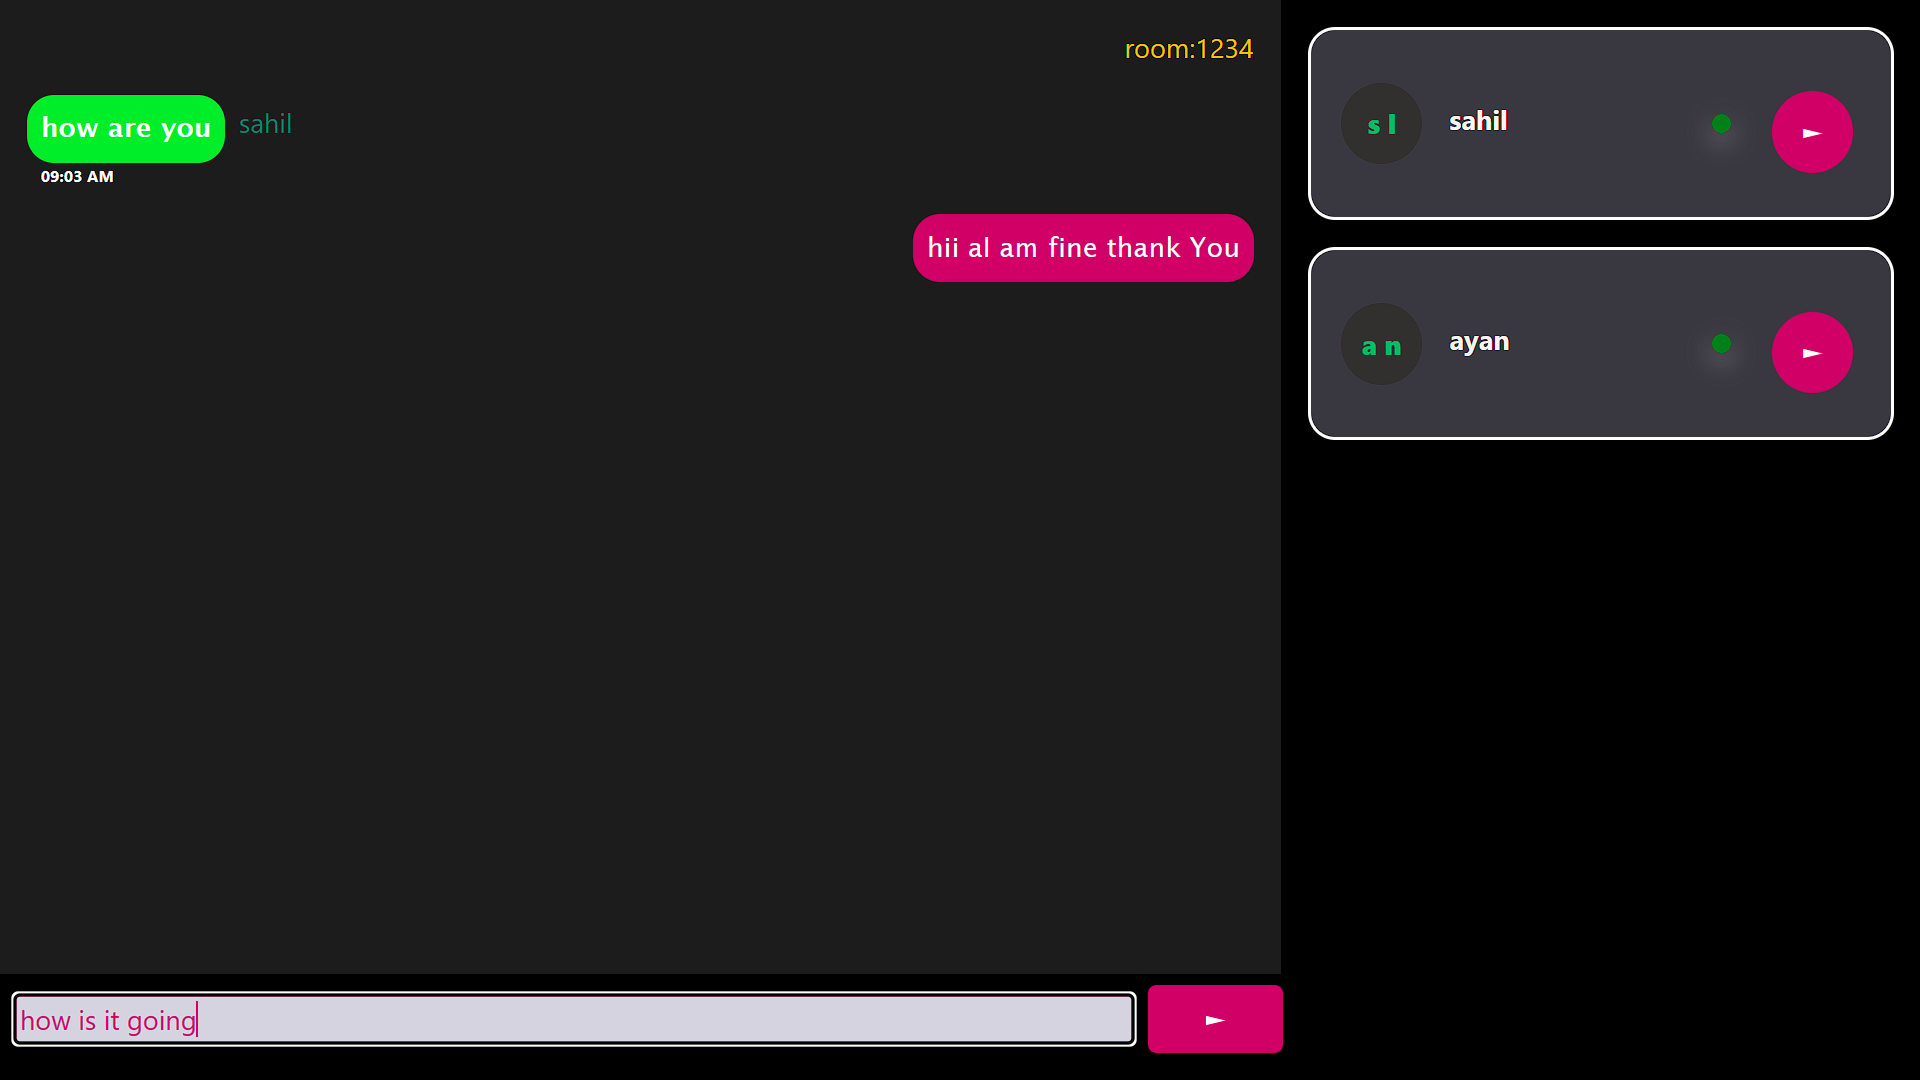 room:1234
how are you
sahil
09:03 AM
hii al am fine thank You
how is it going
s l
sahil
a n
ayan